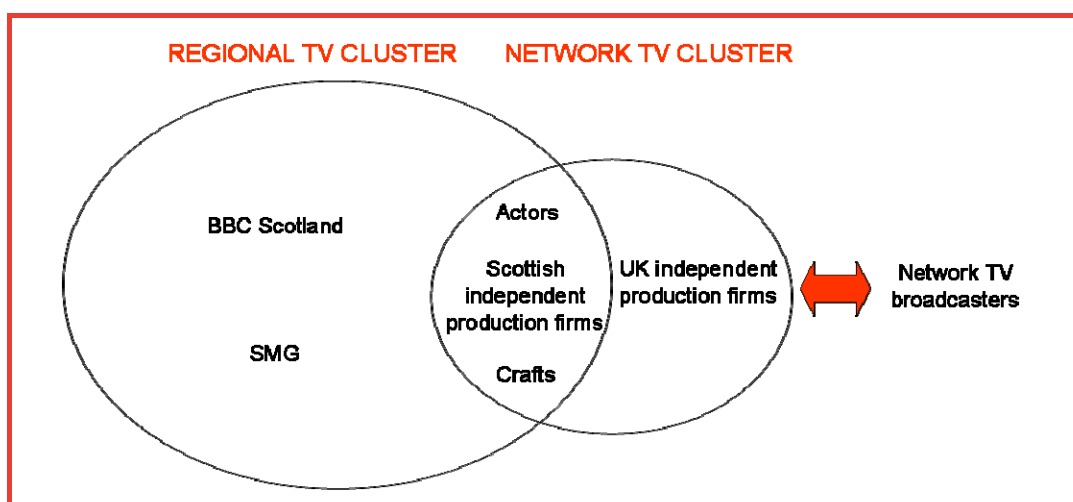 REGIONAL TV CLUSTER
NETWORK TV CLUSTER
BBC Scotland
SMG
Actors
Scottish
independent
production firms
Crafts
UK independent
production firms
Network TV
broadcasters